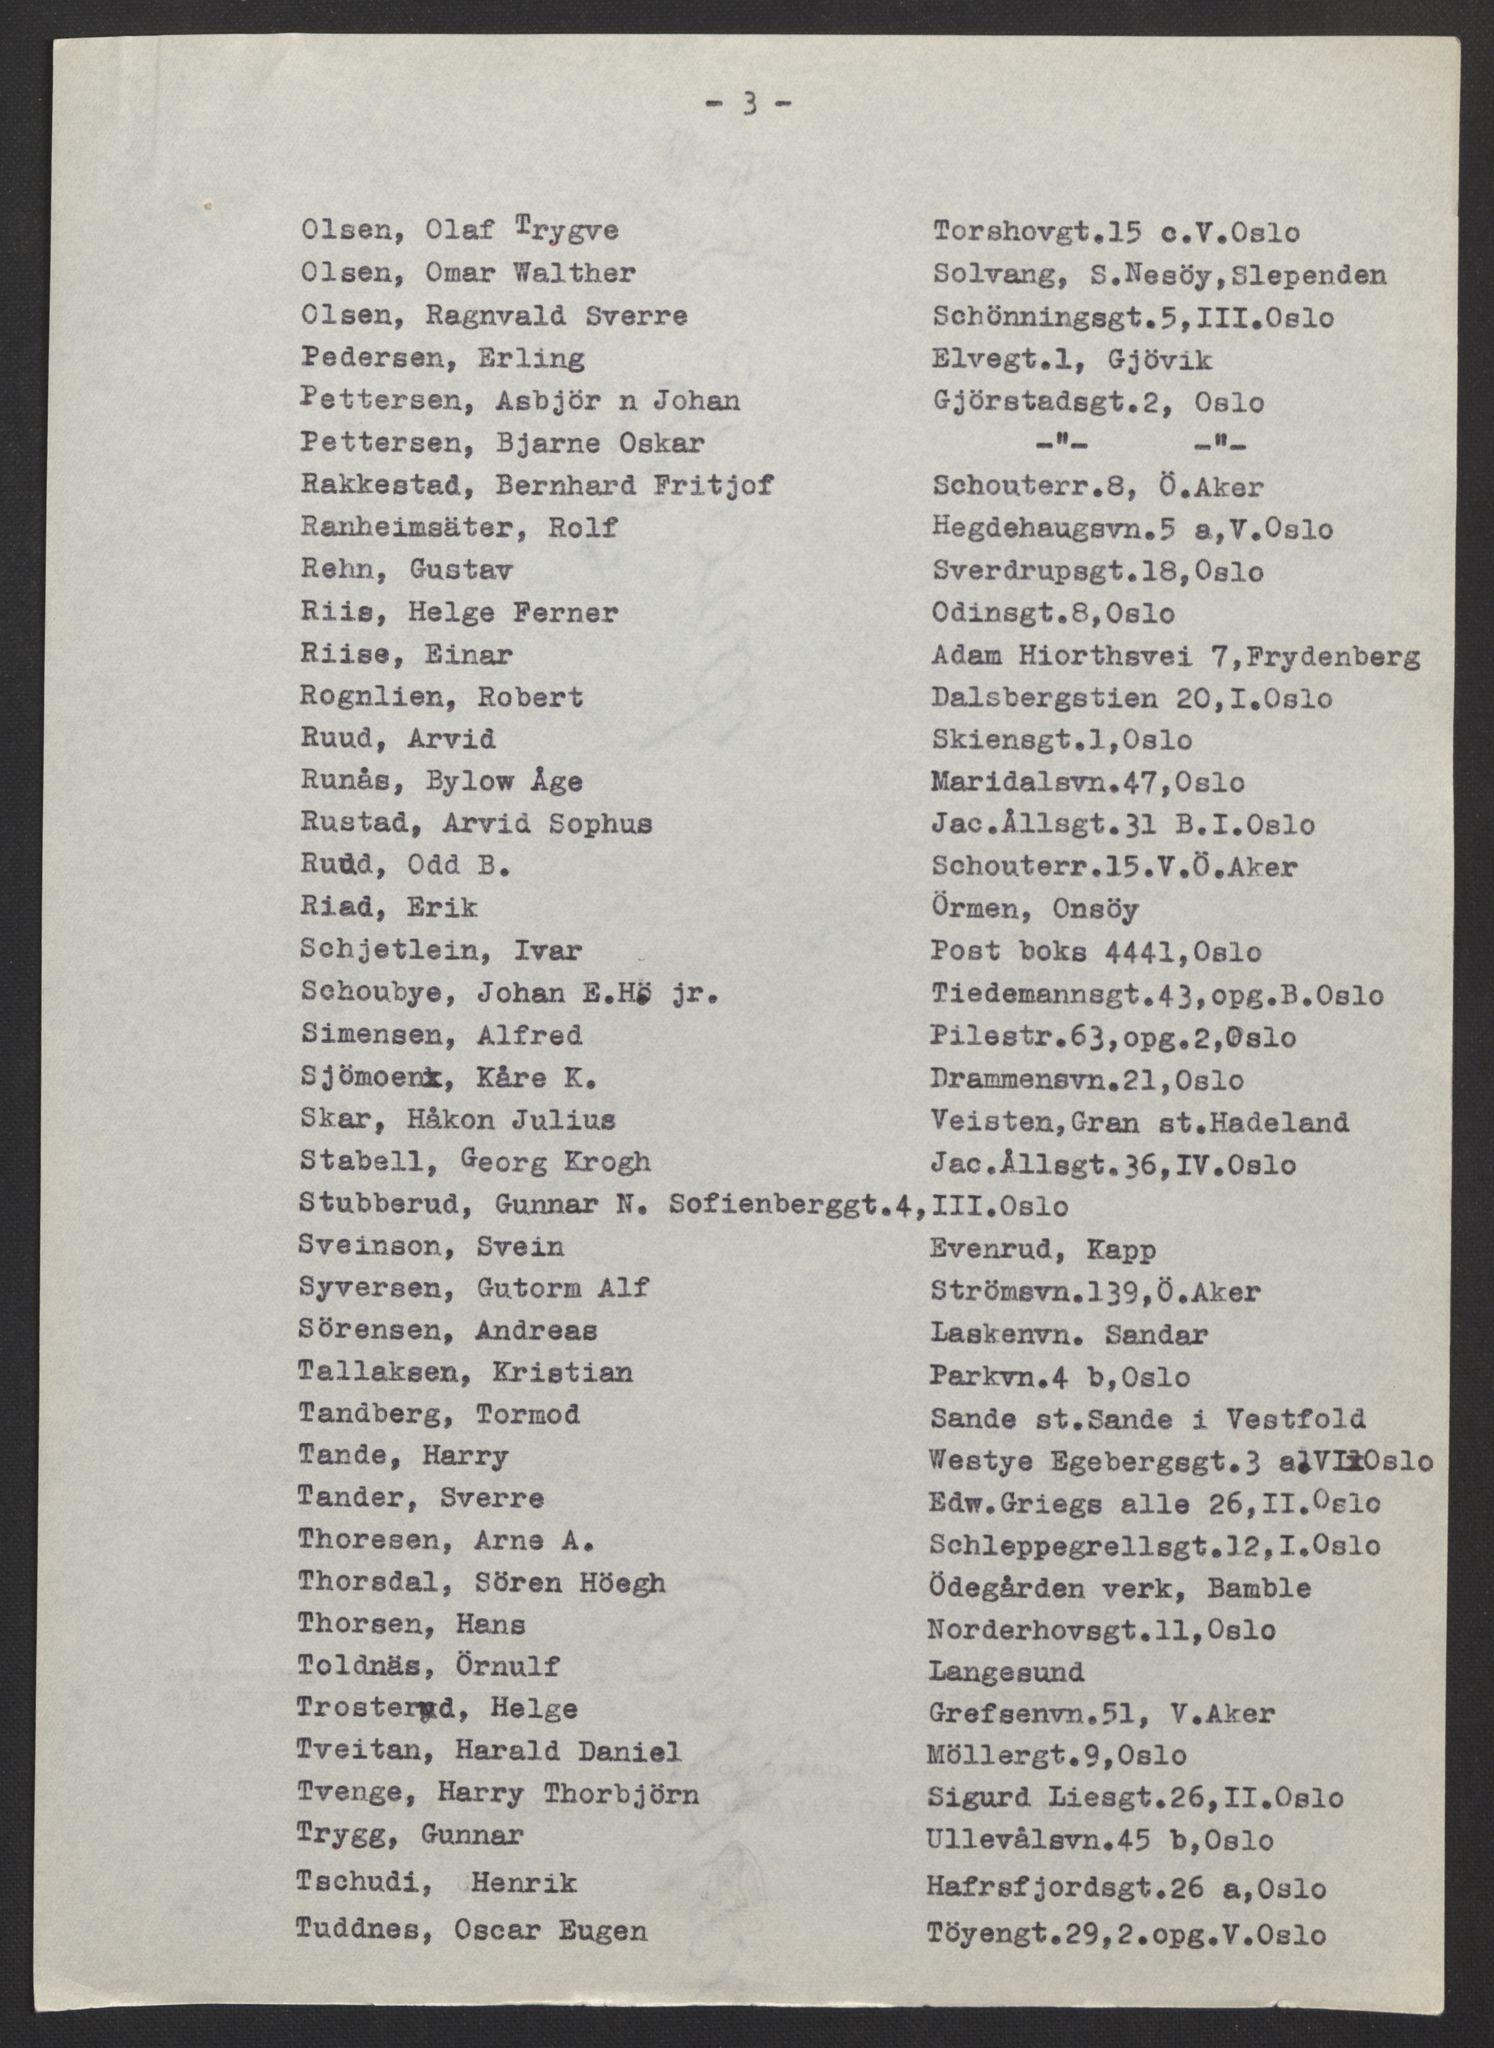 - 3 -
Olsen, Olaf Trygve Torshovgt.15 c.V.Oslo
Olsen, Omar Walther Solvang, S.Nesöy,Slependen
Olsen, Ragnvald Sverre Schönningsgt.5,III.Oslo
Pedersen, Erling Elvegt.1, Gjövik
Pettersen, Asbjör n Johan Gjörstadsgt.2, Oslo
Pettersen, Bjarne Oskar -"- -"-
Rakkestad, Bernhard Fritjof Schouterr.8, Ö.Aker
Ranheimsäter, Rolf Hegdehaugsvn.5 a,V.Oslo
Rehn, Gustav Sverdrupsgt.18,Oslo
Riis, Helge Ferner Odinsgt.8,Oslo
Riise, Einar Adam Hiorthsvei 7,Frydenberg
Rognlien, Robert Dalsbergstien 20,I.Oslo
Ruud, Arvid Skiensgt.1,Oslo
Runås, Bylow Åge Maridalsvn.47,Oslo
Rustad, Arvid Sophus Jac.Ållsgt.31 B.I.Oslo
Ruud, Odd B. Schouterr.15.V.Ö.Aker
Riad, Erik Örmen, Onsöy
Schjetlein, Ivar Post boks 4441,Oslo
Schoubye, Johan E.H. jr. Tiedemannsgt.43,opg.B.Oslo
Simensen, Alfred Pilestr.63,opg.2,Oslo
Sjömoen, Kåre K. Drammensvn.21,Oslo
Skar, Håkon Julius Veisten,Gran st.Hadeland
Stabell, Georg Krogh Jac.Ållsgt.36,IV.Oslo
Stubberud, Gunnar N. Sofienberggt.4,III.Oslo
Sveinson, Svein Evenrud, Kapp
Syversen, Gutorm Alf Strömsvn.139,Ö.Aker
Sörensen, Andreas Laskenvn. Sandar
Tallaksen, Kristian Parkvn.4 b,Oslo
Tandberg, Tormod Sande st.Sande i Vestfold
Tande, Harry Westye Egebergsgt.3 Oslo
Tander, Sverre Edw.Griegs alle 26,II.Oslo
Thoresen, Arne A. Schleppegrellsgt.12,I.Oslo
Thorsdal, Sören Höegh Ödegården verk, Bamble
Thorsen, Hans Norderhovsgt.11,Oslo
Toldnäs, Örnulf Langesund
Trosterud, Helge Grefsenvn.51, V.Aker
Tveitan, Harald Daniel Möllergt.9,Oslo
Tvenge, Harry Thorbjörn Sigurd Liesgt.26,II.Oslo
Trygg, Gunnar Ullevålsvn.45 b,Oslo
Tschudi, Henrik Hafrsfjordsgt.26 a,Oslo
Tuddnes, Oscar Eugen Töyengt.29,2.opg.V.Oslo